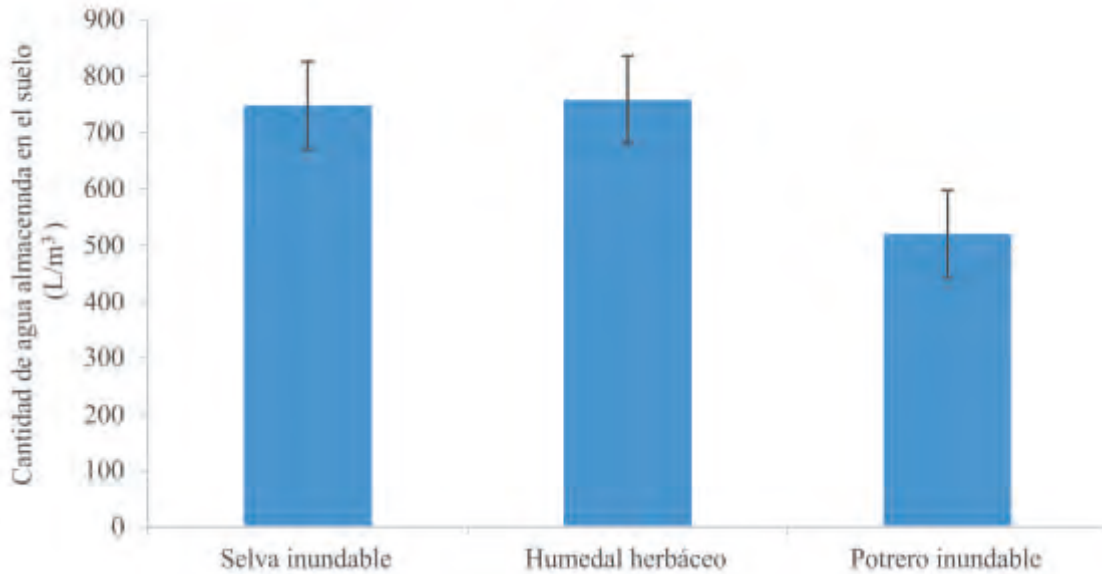 Cantidad de agua almacenada en el suelo
(L/m³)
900
800
700
600
500
400
300
200
100
0
Selva inundable
Humedal herbáceo
Potrero inundable